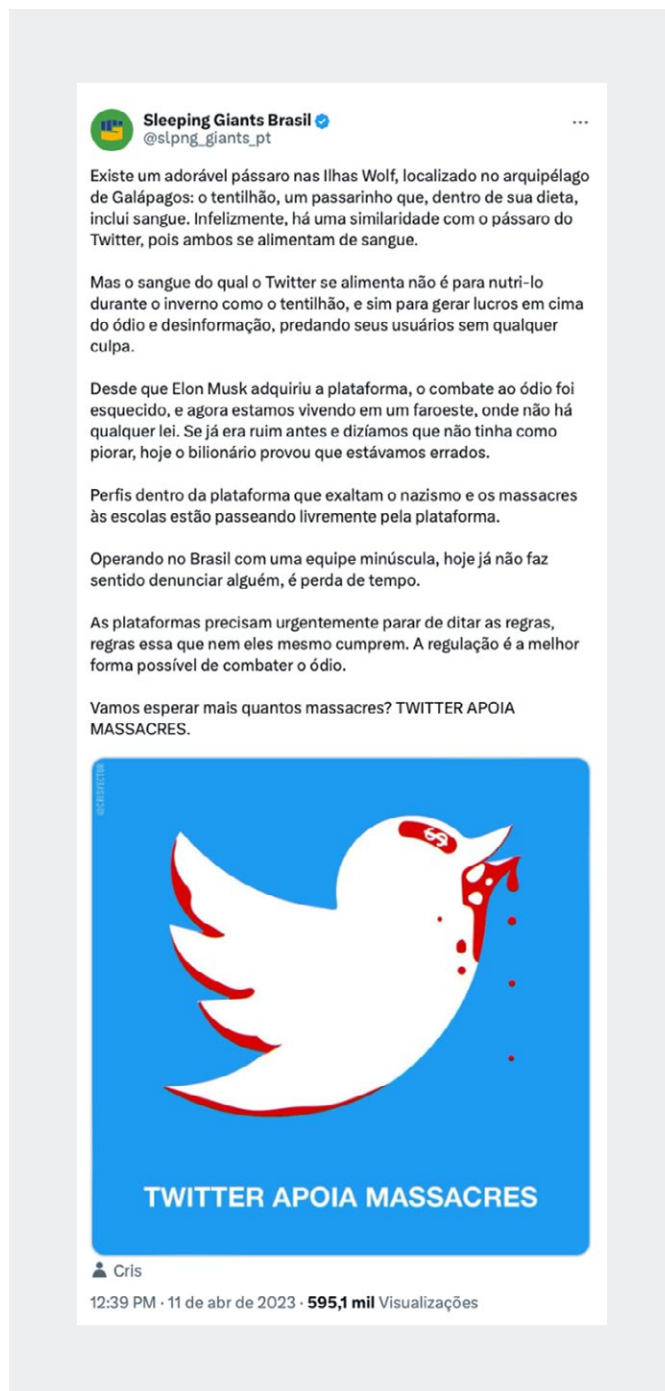 Sleeping Giants Brasil
@slpng_giants_pt
Existe um adorável pássaro nas Ilhas Wolf, localizado no arquipélago
de Galápagos: o tentilhão, um passarinho que, dentro de sua dieta,
inclui sangue. Infelizmente, há uma similaridade com o pássaro do
Twitter, pois ambos se alimentam de sangue.
Mas o sangue do qual o Twitter se alimenta não é para nutri-lo
durante o inverno como o tentilhão, e sim para gerar lucros em cima
do ódio e desinformação, predando seus usuários sem qualquer
culpa.
Desde que Elon Musk adquiriu a plataforma, o combate ao ódio foi
esquecido, e agora estamos vivendo em um faroeste, onde não há
qualquer lei. Se já era ruim antes e dizíamos que não tinha como
piorar, hoje o bilionário provou que estávamos errados.
Perfis dentro da plataforma que exaltam o nazismo e os massacres
às escolas estão passeando livremente pela plataforma.
Operando no Brasil com uma equipe minúscula, hoje já não faz
sentido denunciar alguém, é perda de tempo.
As plataformas precisam urgentemente parar de ditar as regras,
regras essa que nem eles mesmo cumprem. A regulação é a melhor
forma possível de combater o ódio.
Vamos esperar mais quantos massacres? TWITTER APOIA
MASSACRES.
@CRISVECTOR
$
TWITTER APOIA MASSACRES
Cris
12:39 PM · 11 de abr de 2023 · 595,1 mil Visualizações